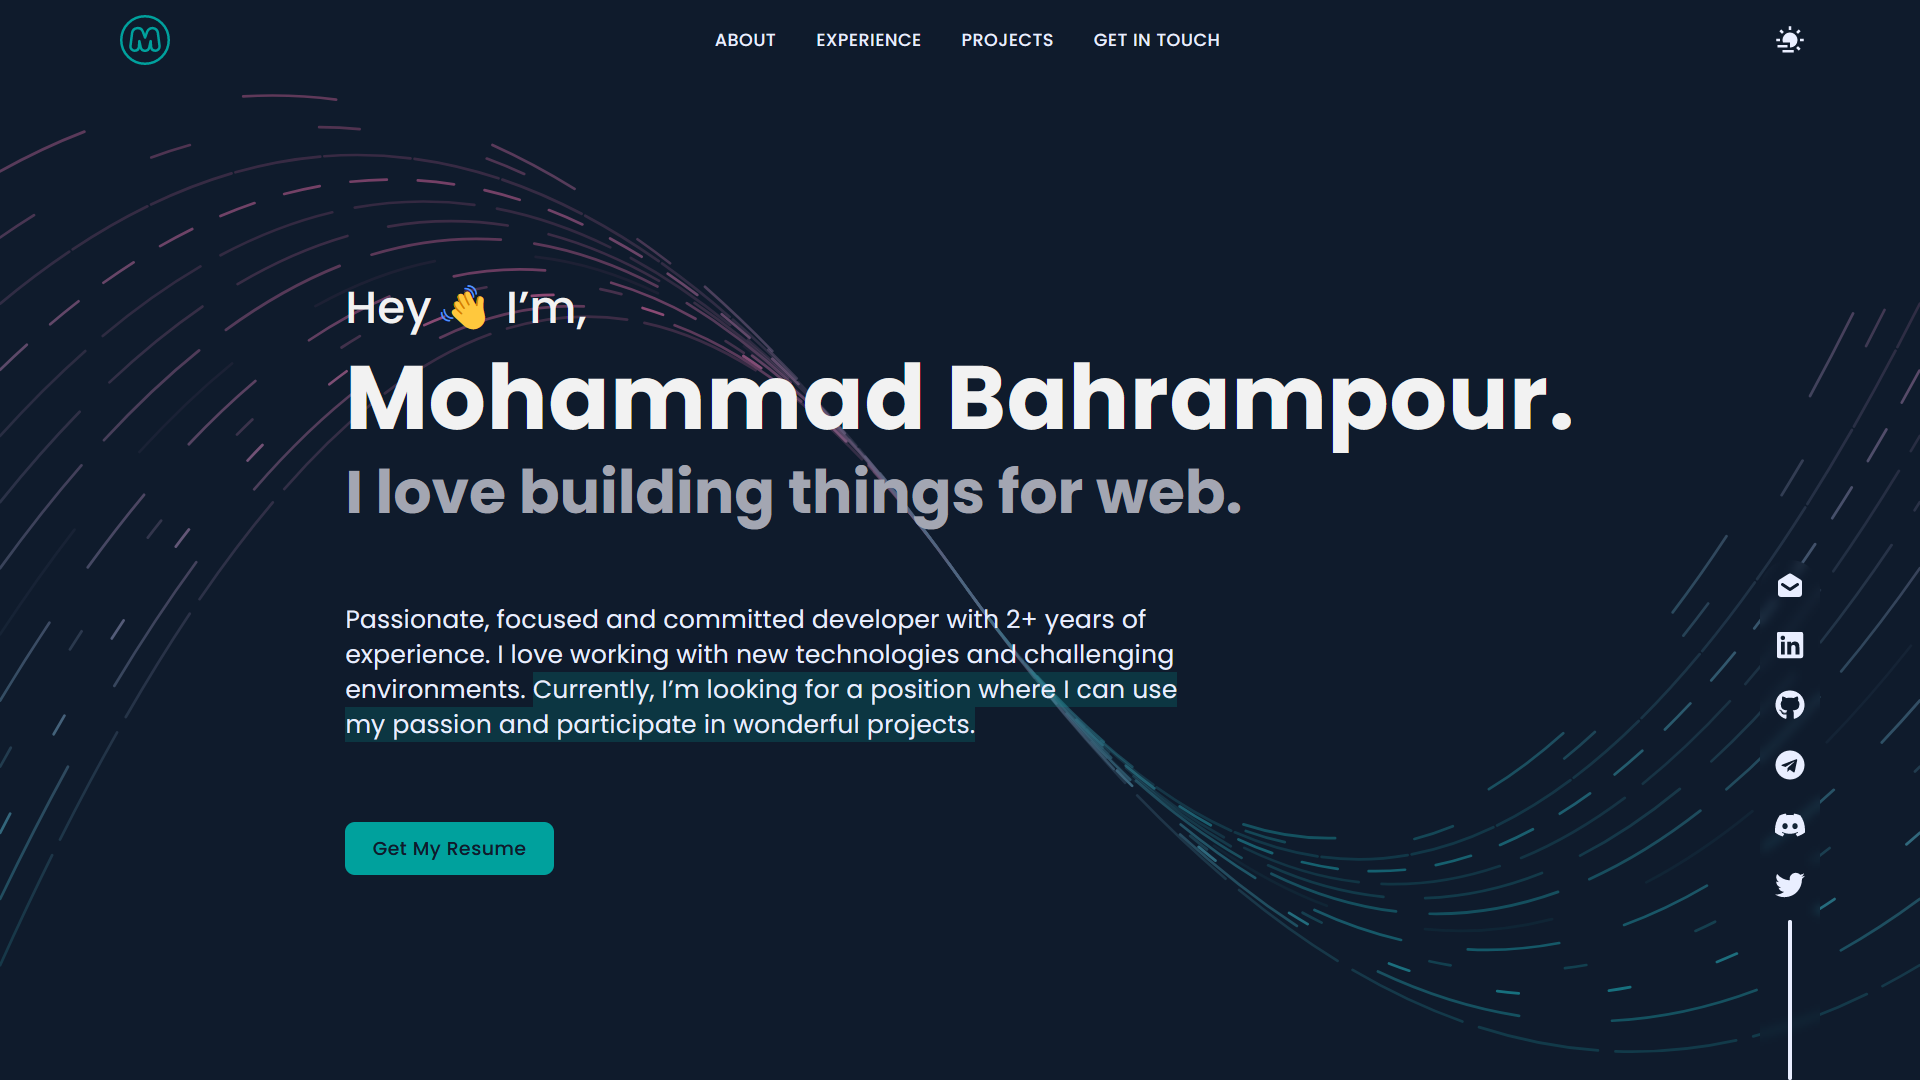 M
ABOUT EXPERIENCE PROJECTS GET IN TOUCH
Hey 👋 I’m,
Mohammad Bahrampour.
I love building things for web.
Passionate, focused and committed developer with 2+ years of
experience. I love working with new technologies and challenging
environments. Currently, I’m looking for a position where I can use
my passion and participate in wonderful projects.
Get My Resume
in